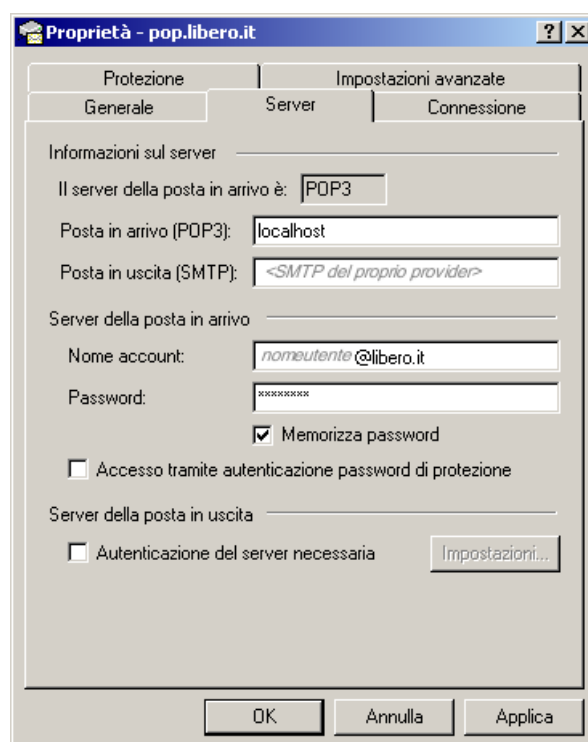 Proprietà - pop.libero.it
Protezione Impostazioni avanzate
Generale Server Connessione
Informazioni sul server
Il server della posta in arrivo è: POP3
Posta in arrivo (POP3): localhost
Posta in uscita (SMTP): <SMTP del proprio provider>
Server della posta in arrivo
Nome account: nomeutente @libero.it
Password: ××××××××
Memorizza password
Accesso tramite autenticazione password di protezione
Server della posta in uscita
Autenticazione del server necessaria Impostazioni...
OK Annulla Applica